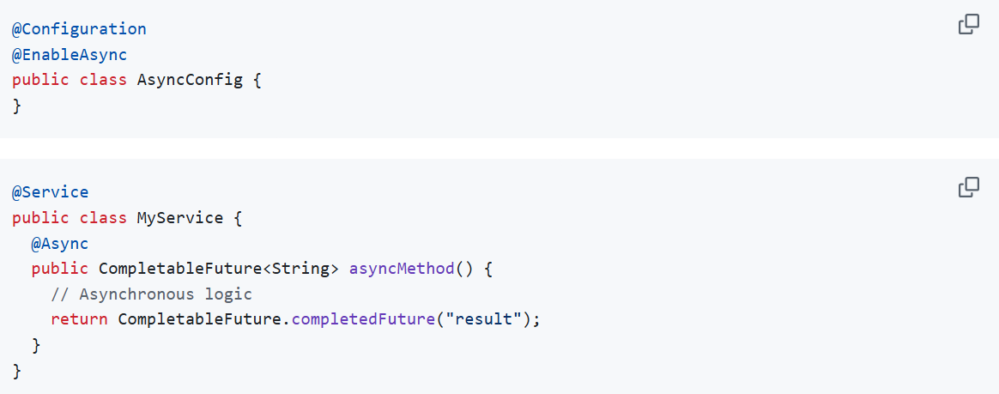 @Configuration
@EnableAsync
public class AsyncConfig {
}
@Service
public class MyService {
  @Async
  public CompletableFuture<String> asyncMethod() {
    // Asynchronous logic
    return CompletableFuture.completedFuture("result");
  }
}